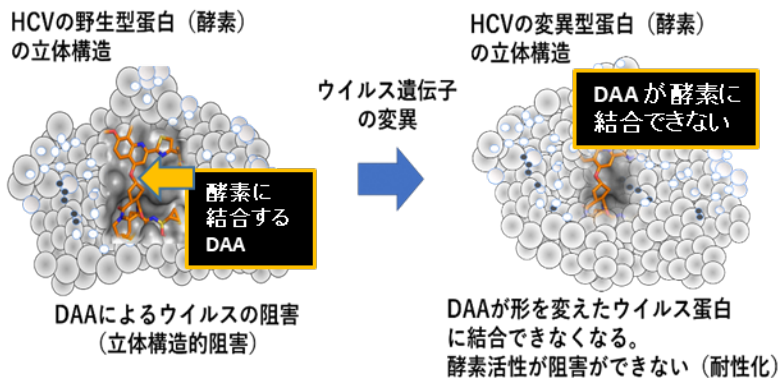 HCVの野生型蛋白（酵素）
の立体構造
酵素に
結合する
DAA
DAAによるウイルスの阻害
（立体構造的阻害）
ウイルス遺伝子
の変異
HCVの変異型蛋白（酵素）
の立体構造
DAA が酵素に
結合できない
DAAが形を変えたウイルス蛋白
に結合できなくなる。
酵素活性が阻害ができない（耐性化）